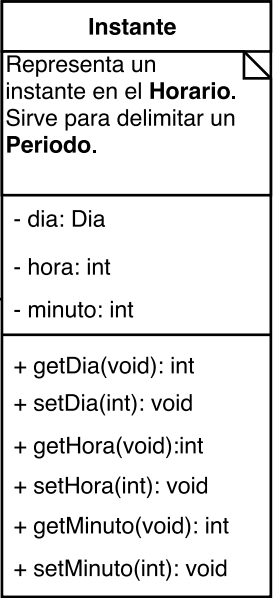 Instante
Representa un
instante en el Horario.
Sirve para delimitar un
Periodo.
- dia: Dia
- hora: int
- minuto: int
+ getDia(void): int
+ setDia(int): void
+ getHora(void):int
+ setHora(int): void
+ getMinuto(void): int
+ setMinuto(int): void